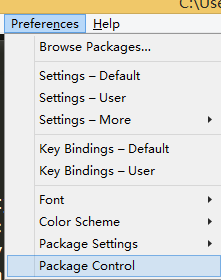 C:\Use
Preferences Help
Browse Packages...
Settings – Default
Settings – User
Settings – More
Key Bindings – Default
Key Bindings – User
Font
Color Scheme
Package Settings
Package Control